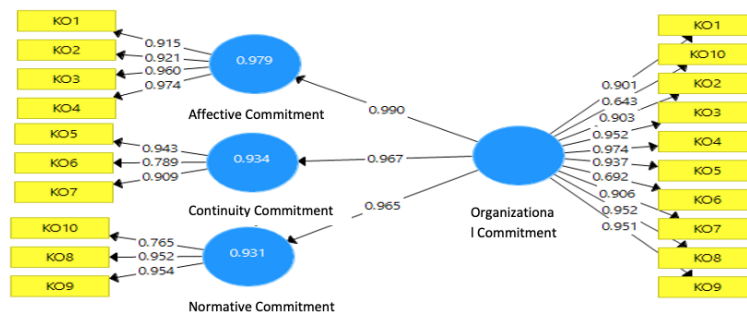 KO1
KO2
KO3
KO4
0.915
0.921
0.960
0.974
0.979
Affective Commitment
KO5
KO6
KO7
0.943
0.789
0.909
0.934
Continuity Commitment
KO10
KO8
KO9
0.765
0.952
0.954
0.931
Normative Commitment
0.990
0.967
0.965
Organizationa
l Commitment
0.901
0.643
0.903
0.952
0.974
0.937
0.692
0.906
0.952
0.951
KO1
KO10
KO2
KO3
KO4
KO5
KO6
KO7
KO8
KO9